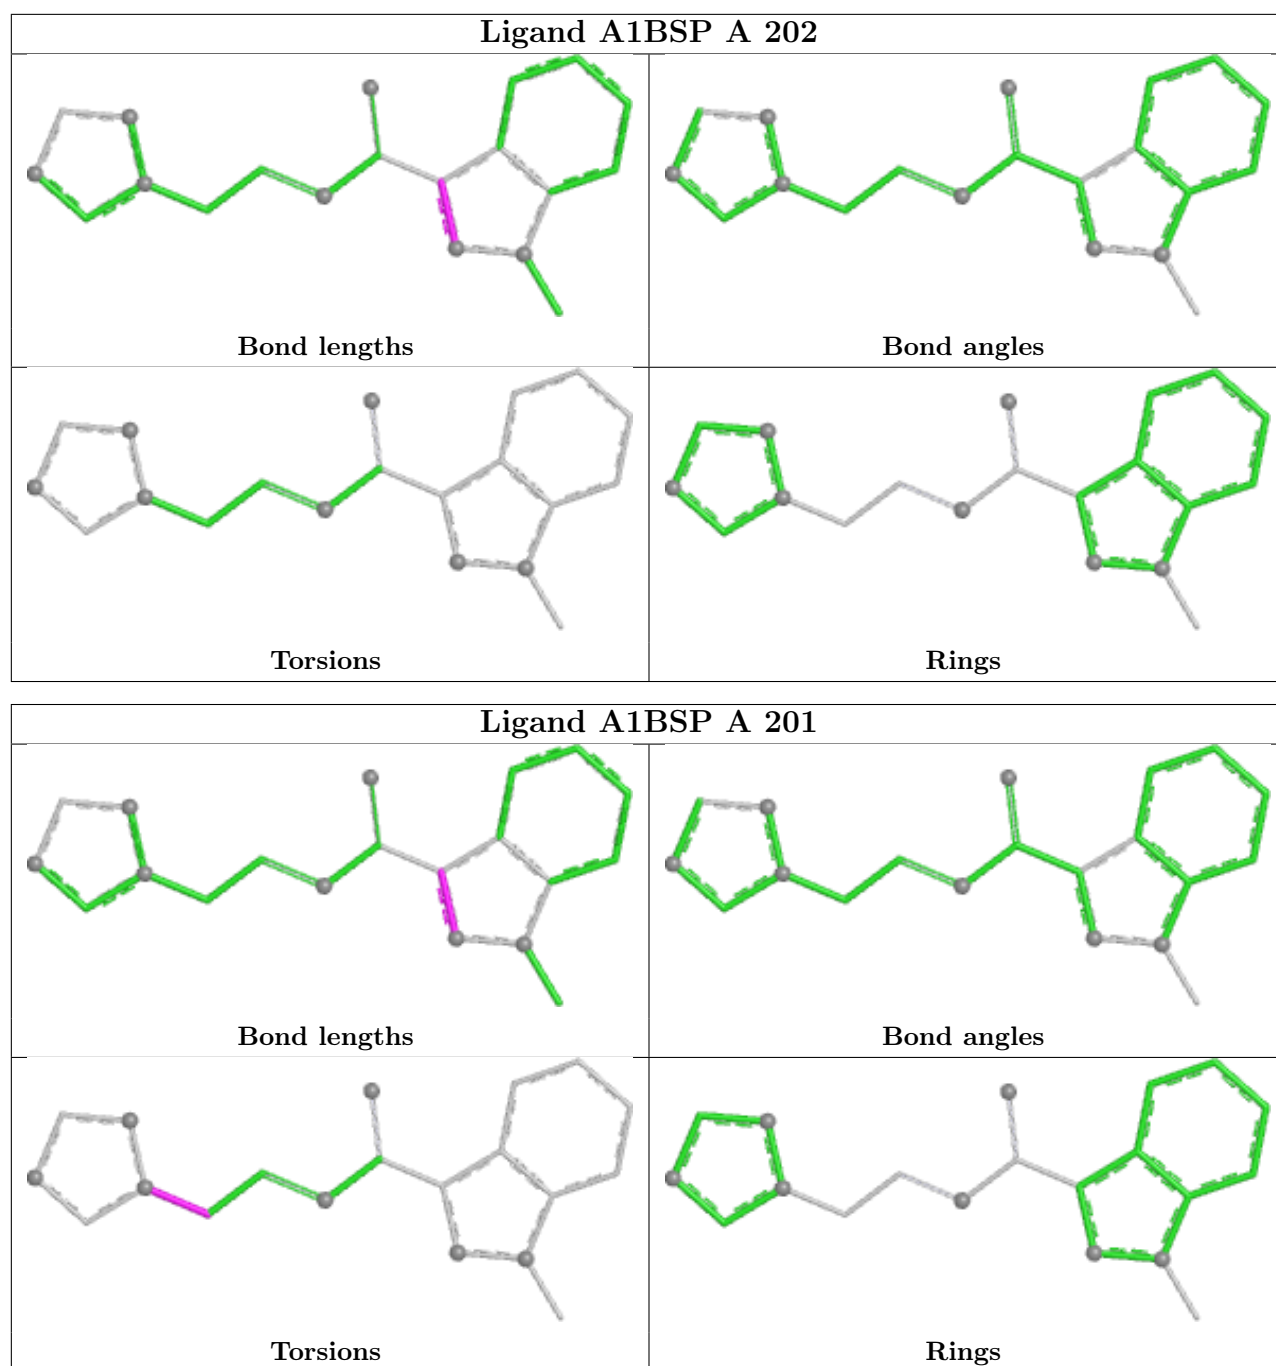 Ligand A1BSP A 202
Bond lengths
Bond angles
Torsions
Rings
Ligand A1BSP A 201
Bond lengths
Bond angles
Torsions
Rings